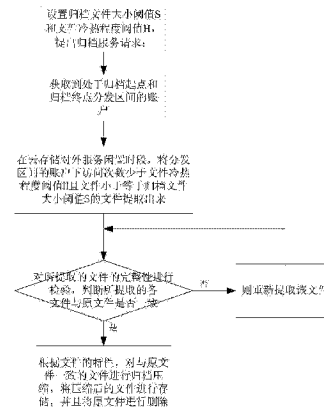 设置归档文件大小阈值S
和文件冷热程度阈值H,
提出归档服务请求;
获取到处于归档起点和
归档终点分发区间的账
户
在云存储对外服务闲置时段,将分发
区间的账户下访问次数少于文件冷热
程度阈值H且文件小于等于归档文件
大小阈值S的文件提取出来
对所提取的文件的完整性进行
检验,判断所提取的各
文件与原文件是否一致
否
则重新提取该文件
是
根据文件的特性,对与原文
件一致的文件进行归档压
缩,将压缩后的文件进行存
储,并且将原文件进行删除